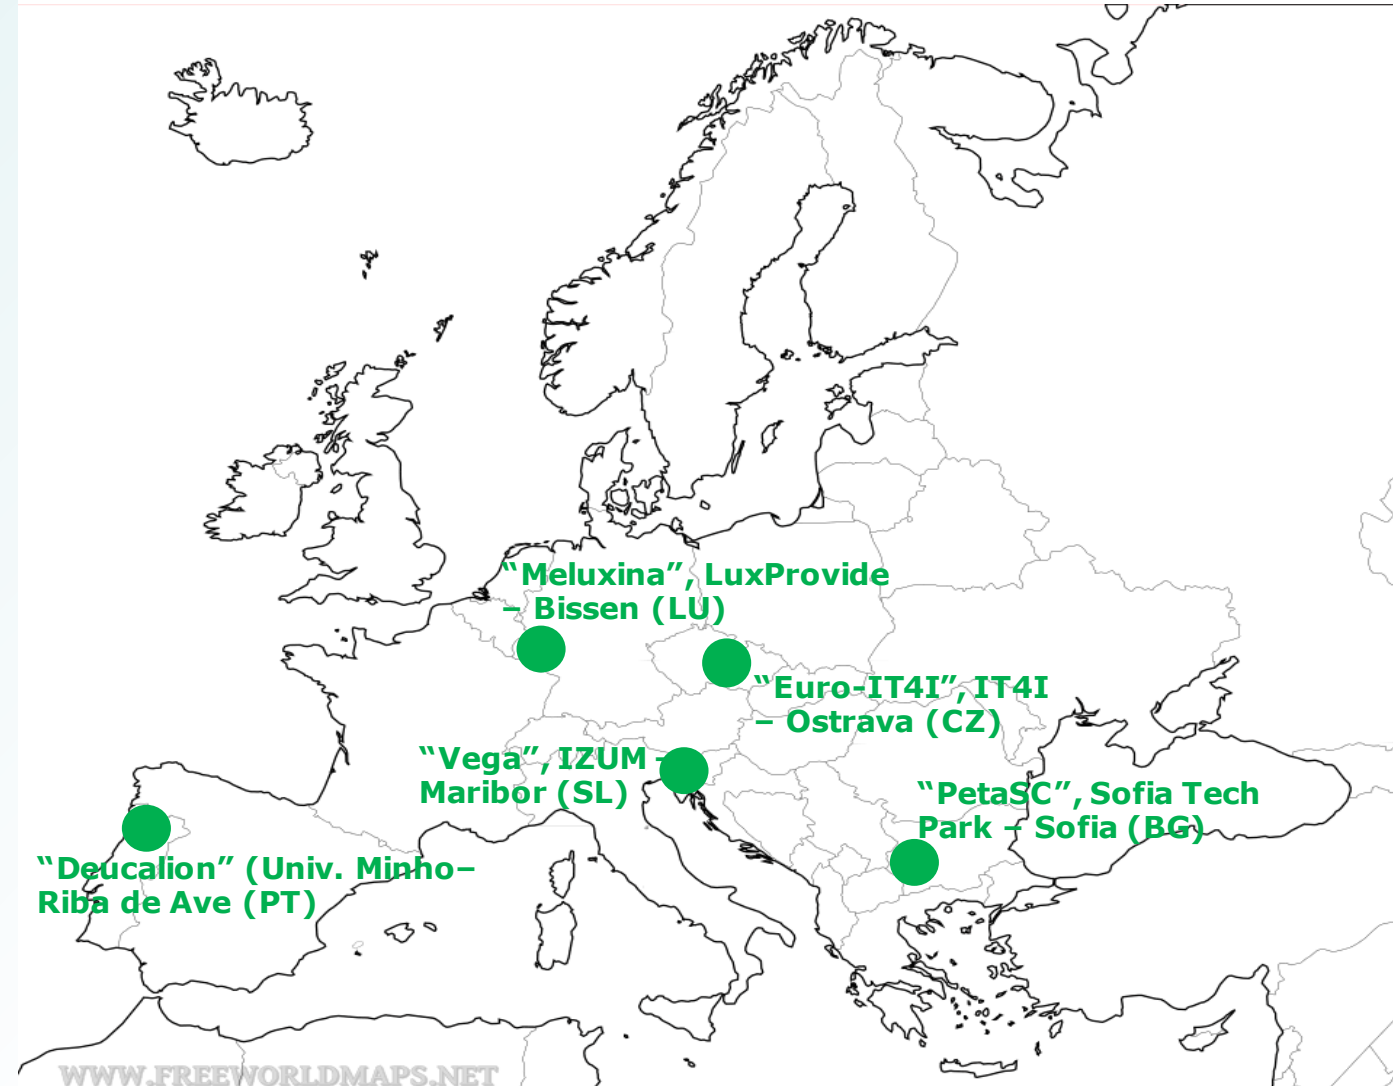 “Meluxina”, LuxProvide
– Bissen (LU)
“Euro-IT4I”, IT4I
– Ostrava (CZ)
“Vega”, IZUM –
Maribor (SL)
“PetaSC”, Sofia Tech
Park – Sofia (BG)
“Deucalion” (Univ. Minho–
Riba de Ave (PT)
WWW.FREEWORLDMAPS.NET